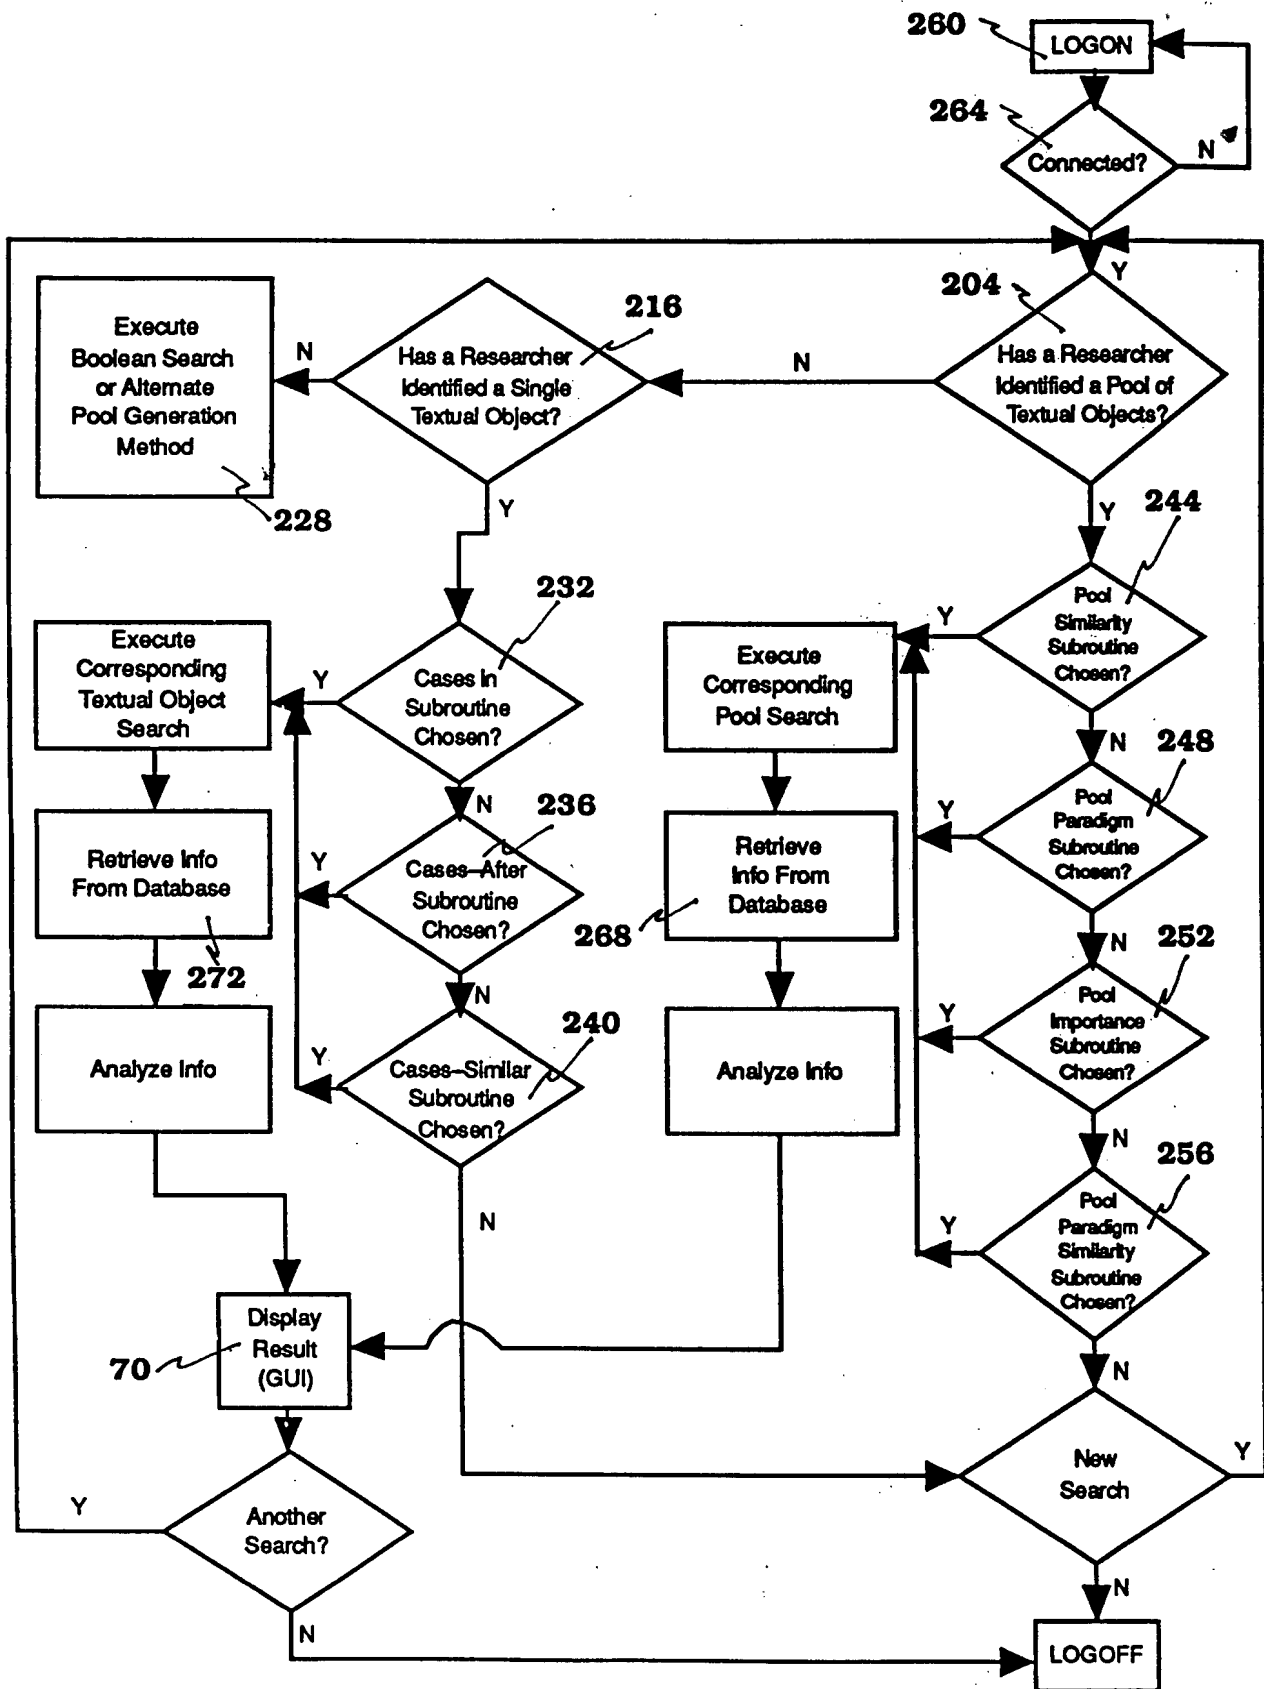 260
LOGON
264
Connected?
N
Y
204
Has a Researcher
Identified a Pool of
Textual Objects?
N
216
Has a Researcher
Identified a Single
Textual Object?
N
Execute
Boolean Search
or Alternate
Pool Generation
Method
228
Y
Y
244
Pool
Similarity
Subroutine
Chosen?
Y
N
232
Cases In
Subroutine
Chosen?
Y
N
Execute
Corresponding
Textual Object
Search
Execute
Corresponding
Pool Search
248
Pool
Paradigm
Subroutine
Chosen?
Y
N
236
Cases–After
Subroutine
Chosen?
Y
N
Retrieve Info
From Database
272
Retrieve
Info From
Database
268
252
Pool
Importance
Subroutine
Chosen?
Y
N
240
Cases–Similar
Subroutine
Chosen?
Y
N
Analyze Info
Analyze Info
256
Pool
Paradigm
Similarity
Subroutine
Chosen?
Y
N
Display
Result
(GUI)
70
New
Search
Y
N
Another
Search?
Y
N
LOGOFF